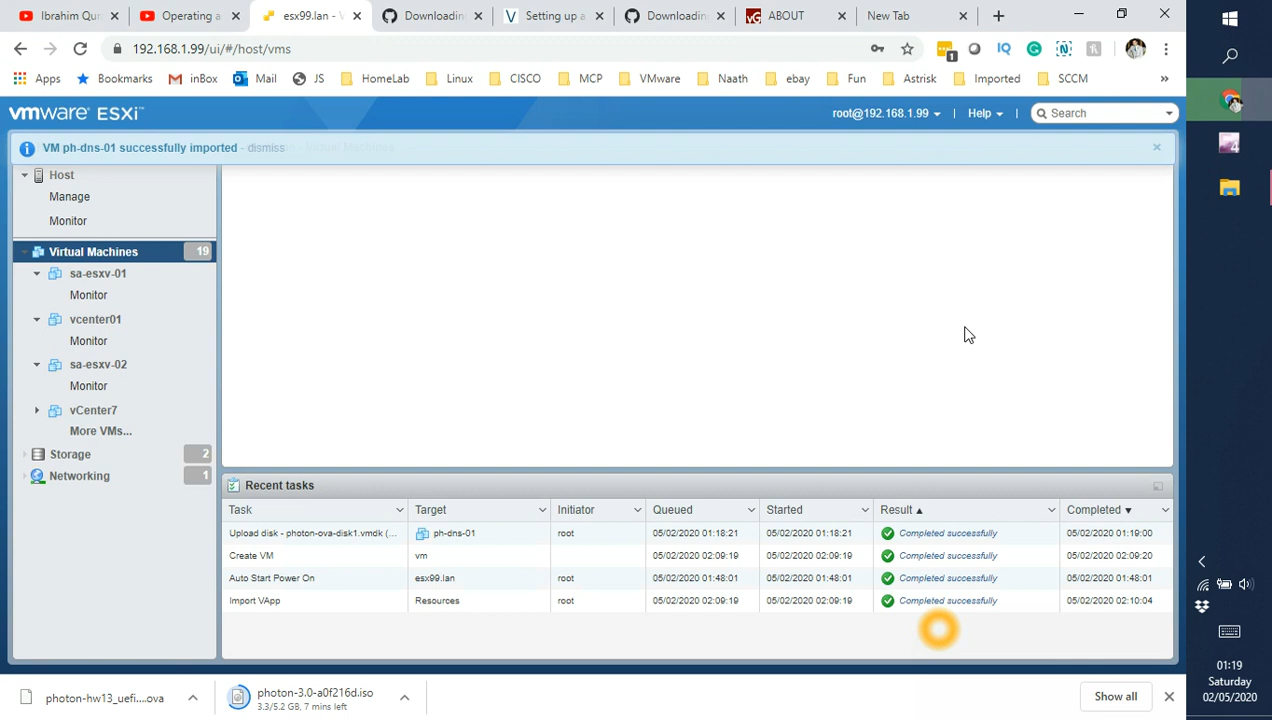 Ibrahim Qur
Operating a
esx99.lan - V
Downloadin
Setting up a
Downloadin
ABOUT
New Tab
192.168.1.99/ui/#/host/vms
1
Apps
Bookmarks
inBox
Mail
JS
HomeLab
Linux
CISCO
MCP
VMware
Naath
ebay
Fun
Astrisk
Imported
SCCM
»
vmware® ESXi™
root@192.168.1.99
|
Help
|
Search
VM ph-dns-01 successfully imported - dismiss
Host
Manage
Monitor
Virtual Machines 19
sa-esxv-01
Monitor
vcenter01
Monitor
sa-esxv-02
Monitor
vCenter7
More VMs...
Storage 2
Networking 1
Recent tasks
Task Target Initiator Queued Started Result Completed
Upload disk - photon-ova-disk1.vmdk (... ph-dns-01 root 05/02/2020 01:18:21 05/02/2020 01:18:21 Completed successfully 05/02/2020 01:19:00
Create VM vm 05/02/2020 02:09:19 05/02/2020 02:09:19 Completed successfully 05/02/2020 02:09:20
Auto Start Power On esx99.lan root 05/02/2020 01:48:01 05/02/2020 01:48:01 Completed successfully 05/02/2020 01:48:01
Import VApp Resources root 05/02/2020 02:09:19 05/02/2020 02:09:19 Completed successfully 05/02/2020 02:10:04
photon-hw13_uefi....ova
photon-3.0-a0f216d.iso
3.3/5.2 GB, 7 mins left
Show all
01:19
Saturday
02/05/2020